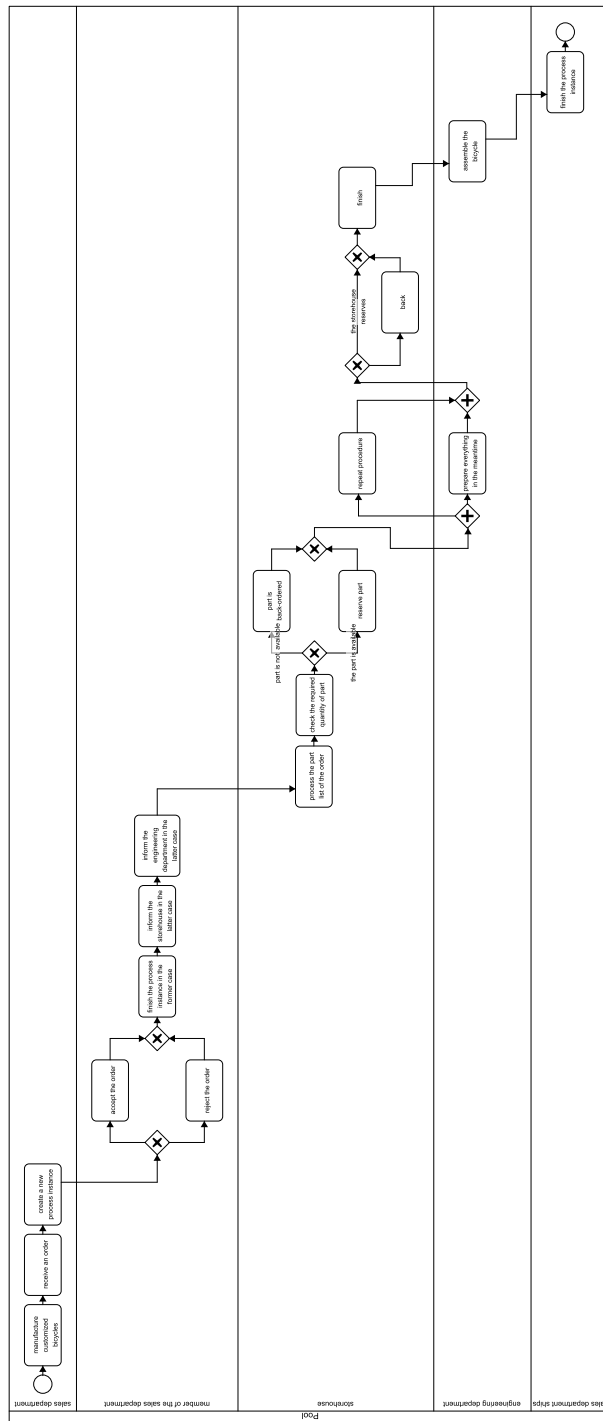 Pool
sales department
member of the sales department
storehouse
engineering department
sales department ships
manufacture
customized
bicycles
receive an order
create a new
process instance
accept the order
reject the order
finish the process
instance in the
former case
inform the
storehouse in the
latter case
inform the
engineering
department in the
latter case
process the part
list of the order
check the required
quantity of part
part is not available
the part is available
part is
back-ordered
reserve part
repeat procedure
prepare everything
in the meantime
the storehouse
reserves
back
finish
assemble the
bicycle
finish the process
instance